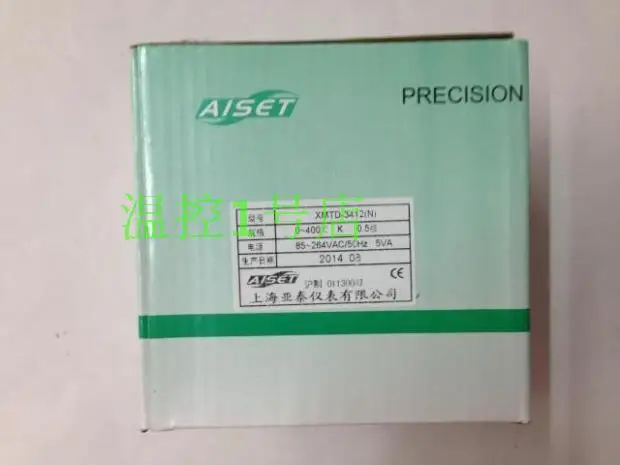 AISET
PRECISION
温控1号店
型号 XMTD-3412(N)
规格 0~400℃ K 0.5级
电源 85~264VAC/50Hz 5VA
生产日期 2014 08
AISET 沪制 CE
上海亚泰仪表有限公司